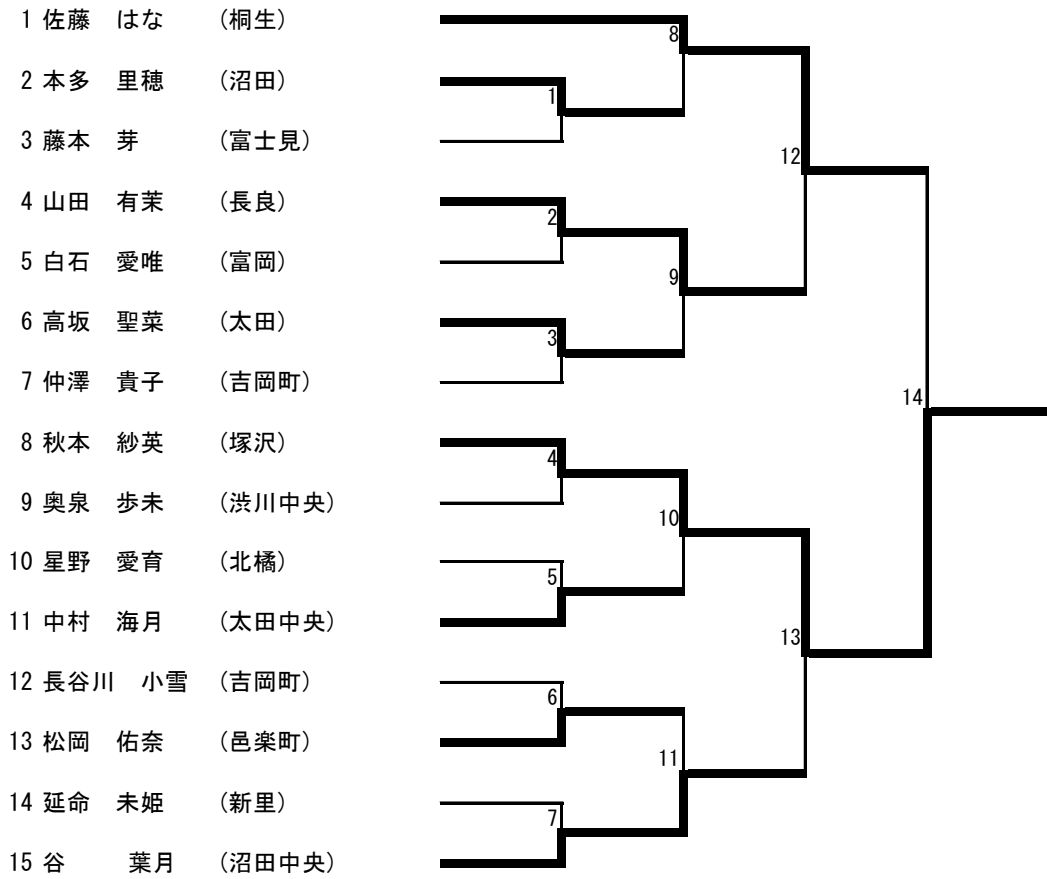 1 佐藤　はな　(桐生)
8
2 本多　里穂　(沼田)
1
3 藤本　芽　(富士見)
12
4 山田　有茉　(長良)
2
5 白石　愛唯　(富岡)
9
6 高坂　聖菜　(太田)
3
7 仲澤　貴子　(吉岡町)
14
8 秋本　紗英　(塚沢)
4
9 奥泉　歩未　(渋川中央)
10
10 星野　愛育　(北橘)
5
11 中村　海月　(太田中央)
13
12 長谷川　小雪　(吉岡町)
6
13 松岡　佑奈　(邑楽町)
11
14 延命　未姫　(新里)
7
15 谷　葉月　(沼田中央)